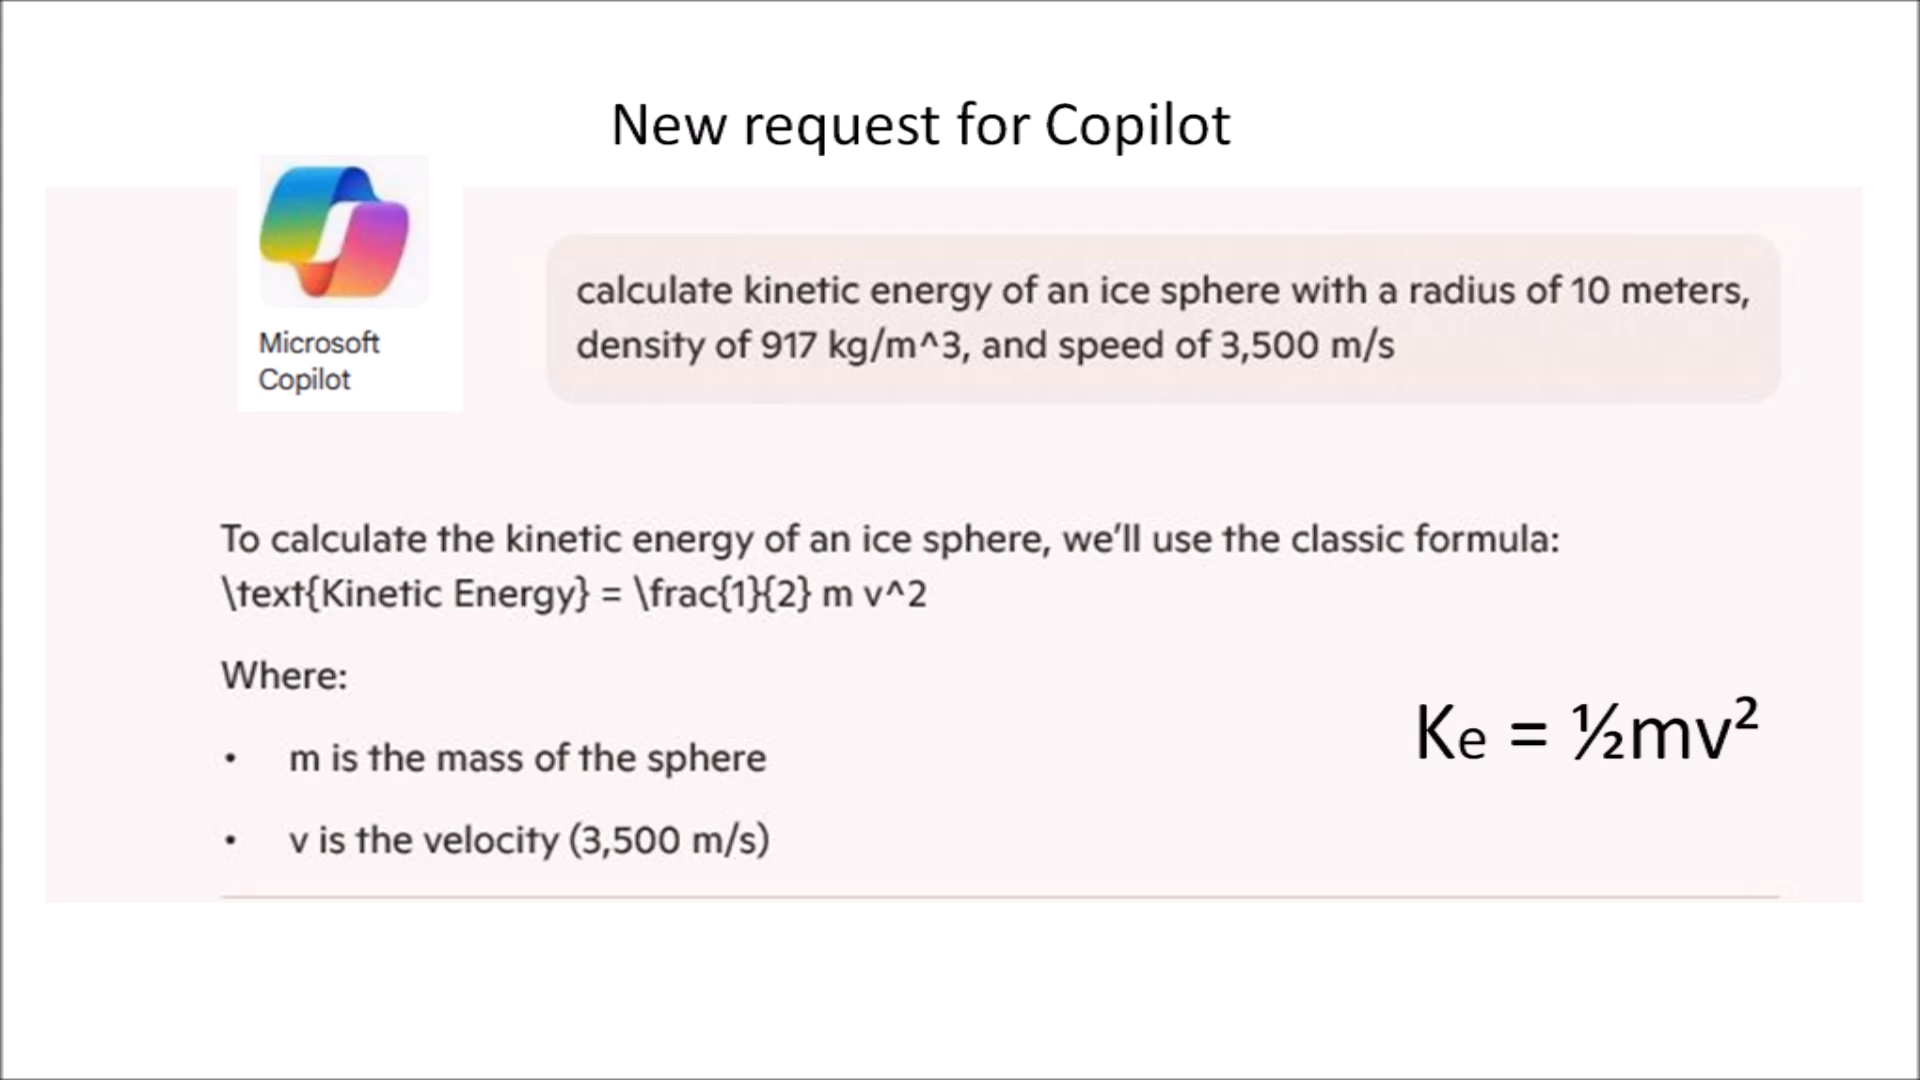 New request for Copilot
Microsoft
Copilot
calculate kinetic energy of an ice sphere with a radius of 10 meters,
density of 917 kg/m^3, and speed of 3,500 m/s
To calculate the kinetic energy of an ice sphere, we’ll use the classic formula:
\text{Kinetic Energy} = \frac{1}{2} m v^2
Where:
• m is the mass of the sphere
• v is the velocity (3,500 m/s)
Ke = ½mv²